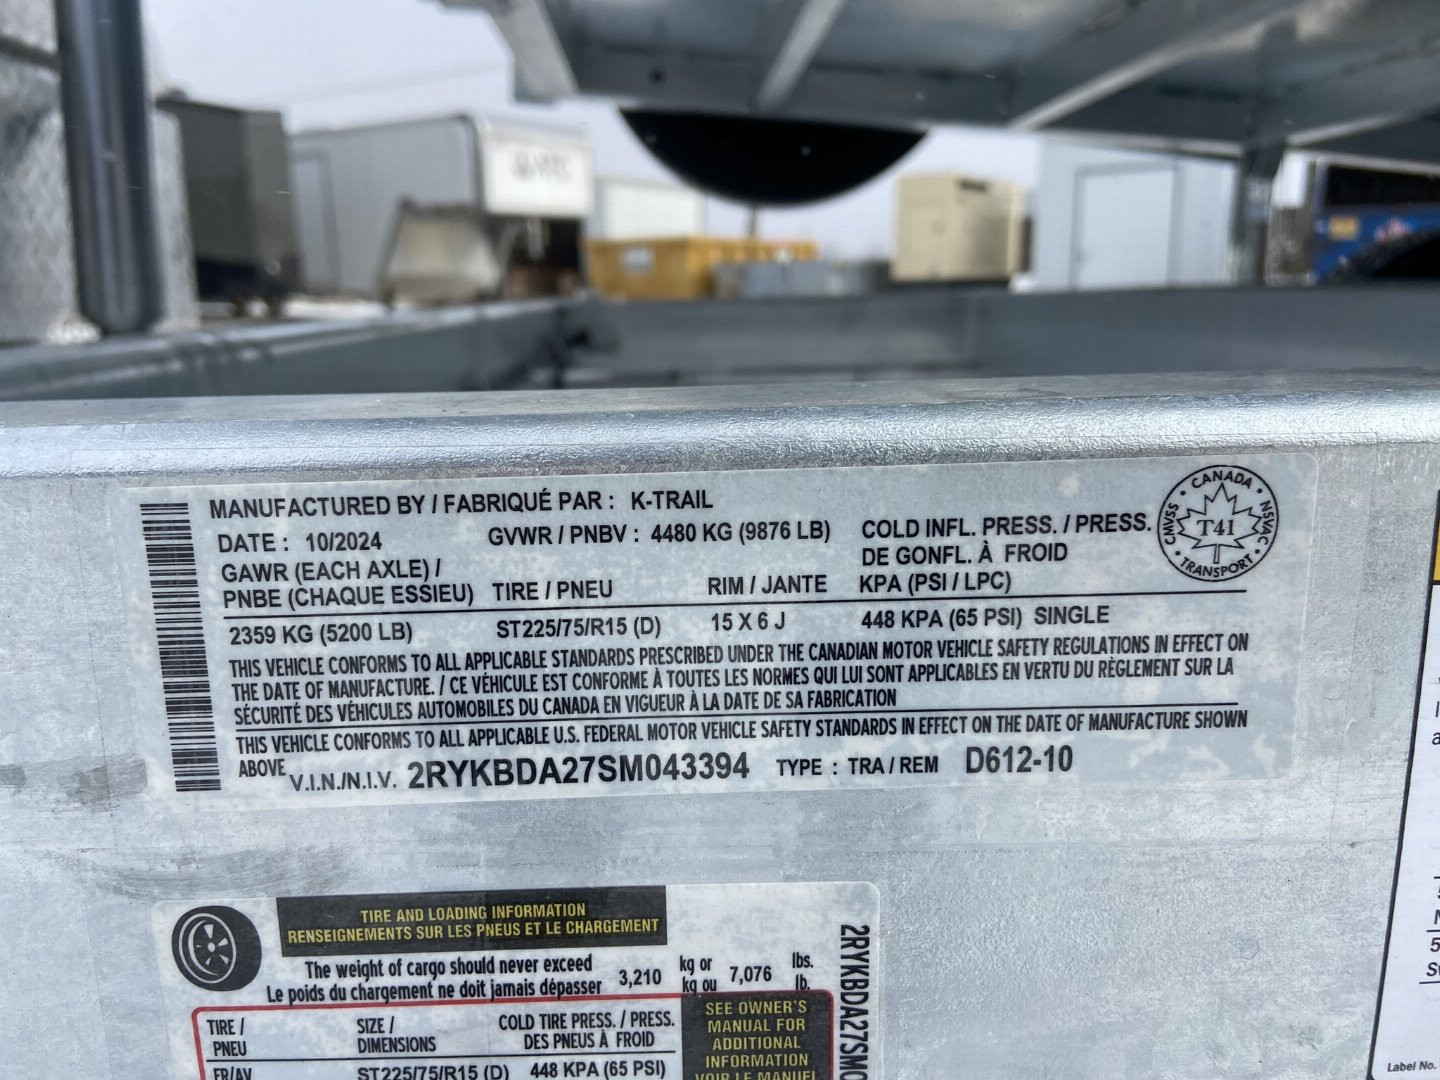 MANUFACTURED BY / FABRIQUÉ PAR : K-TRAIL
DATE : 10/2024
GVWR / PNBV : 4480 KG (9876 LB)
COLD INFL. PRESS. / PRESS.
DE GONFL. À FROID
KPA (PSI / LPC)
GAWR (EACH AXLE) /
PNBE (CHAQUE ESSIEU)
TIRE / PNEU
RIM / JANTE
2359 KG (5200 LB) ST225/75/R15 (D) 15 X 6 J 448 KPA (65 PSI) SINGLE
CANADA
CMVSS
NSVAC
T41
TRANSPORT
THIS VEHICLE CONFORMS TO ALL APPLICABLE STANDARDS PRESCRIBED UNDER THE CANADIAN MOTOR VEHICLE SAFETY REGULATIONS IN EFFECT ON
THE DATE OF MANUFACTURE. / CE VÉHICULE EST CONFORME À TOUTES LES NORMES QUI LUI SONT APPLICABLES EN VERTU DU RÈGLEMENT SUR LA
SÉCURITÉ DES VÉHICULES AUTOMOBILES DU CANADA EN VIGUEUR À LA DATE DE SA FABRICATION
THIS VEHICLE CONFORMS TO ALL APPLICABLE U.S. FEDERAL MOTOR VEHICLE SAFETY STANDARDS IN EFFECT ON THE DATE OF MANUFACTURE SHOWN
ABOVE
V.I.N./N.I.V. 2RYKBDA27SM043394 TYPE : TRA / REM D612-10
TIRE AND LOADING INFORMATION
RENSEIGNEMENTS SUR LES PNEUS ET LE CHARGEMENT
The weight of cargo should never exceed
Le poids du chargement ne doit jamais dépasser
3,210 kg or
kg ou
7,076 lbs.
lb.
TIRE /
PNEU
SIZE /
DIMENSIONS
COLD TIRE PRESS. / PRESS.
DES PNEUS À FROID
FR/AV ST225/75/R15 (D) 448 KPA (65 PSI)
SEE OWNER'S
MANUAL FOR
ADDITIONAL
INFORMATION
VOIR LE MANUEL
2RYKBDA27SM0
Label No.